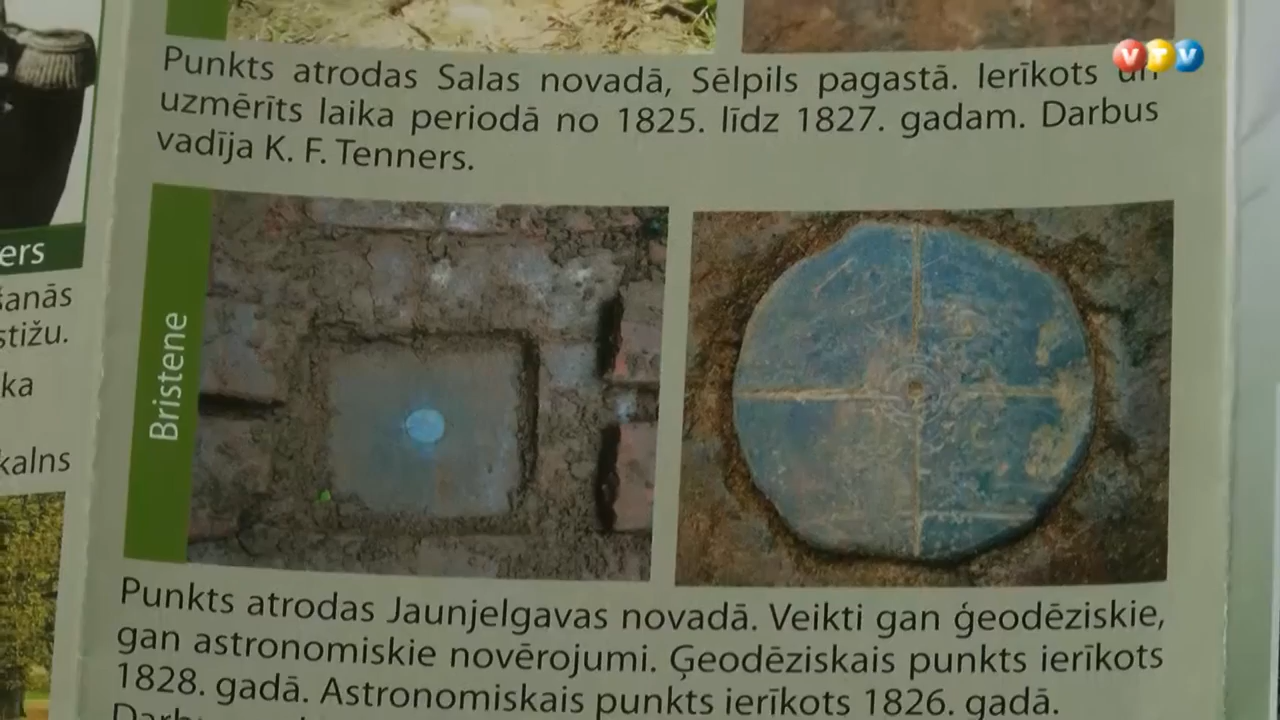 VTV
Punkts atrodas Salas novadā, Sēlpils pagastā. Ierīkots un
uzmērīts laika periodā no 1825. līdz 1827. gadam. Darbus
vadīja K. F. Tenners.
ers
šanās
stižu.
ka
kalns
Bristene
Punkts atrodas Jaunjelgavas novadā. Veikti gan ģeodēziskie,
gan astronomiskie novērojumi. Ģeodēziskais punkts ierīkots
1828. gadā. Astronomiskais punkts ierīkots 1826. gadā.